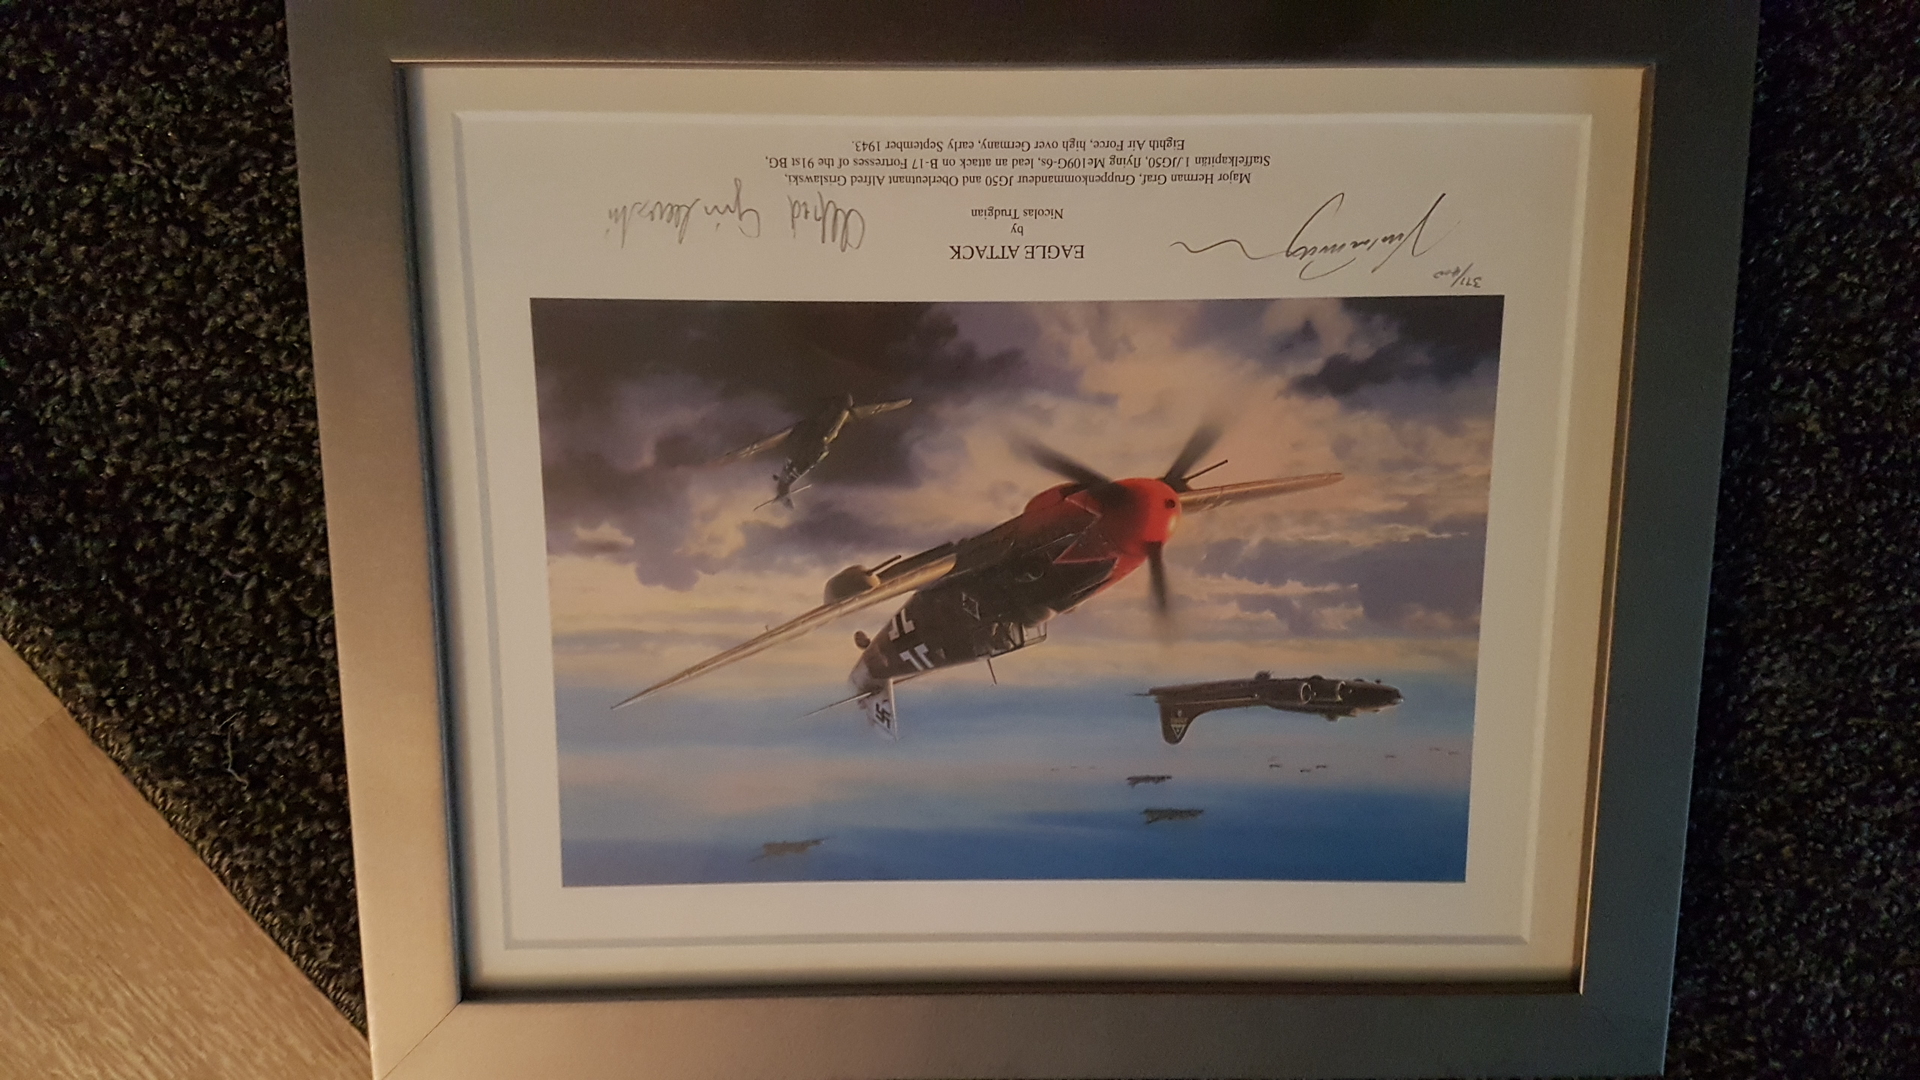 EAGLE ATTACK
by
Nicolas Trudgian
Major Herman Graf, Gruppenkommandeur JG50 and Oberleutnant Alfred Grislawski,
Staffelkapitän 1 /JG50, flying Me109G-6s, lead an attack on B-17 Fortresses of the 91st BG,
Eighth Air Force, high over Germany, early September 1943.
Alfred Grislawski